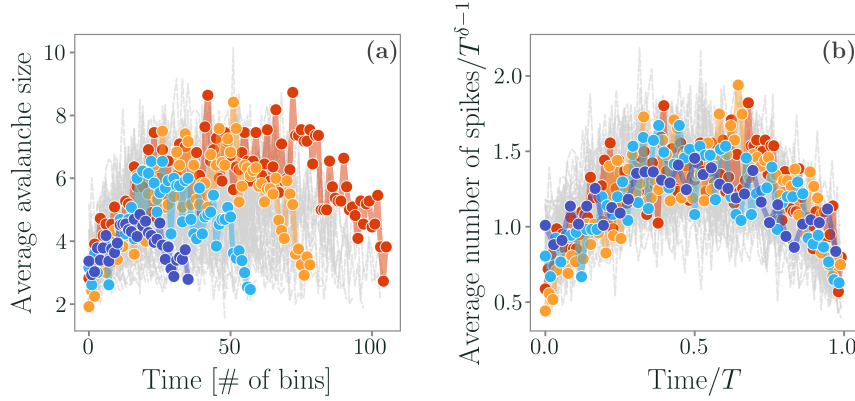 (a)
Average avalanche size
10
8
6
4
2
0
50
100
Time [# of bins]
(b)
Average number of spikes/T^{δ−1}
2.0
1.5
1.0
0.5
0.0
0.5
1.0
Time/T